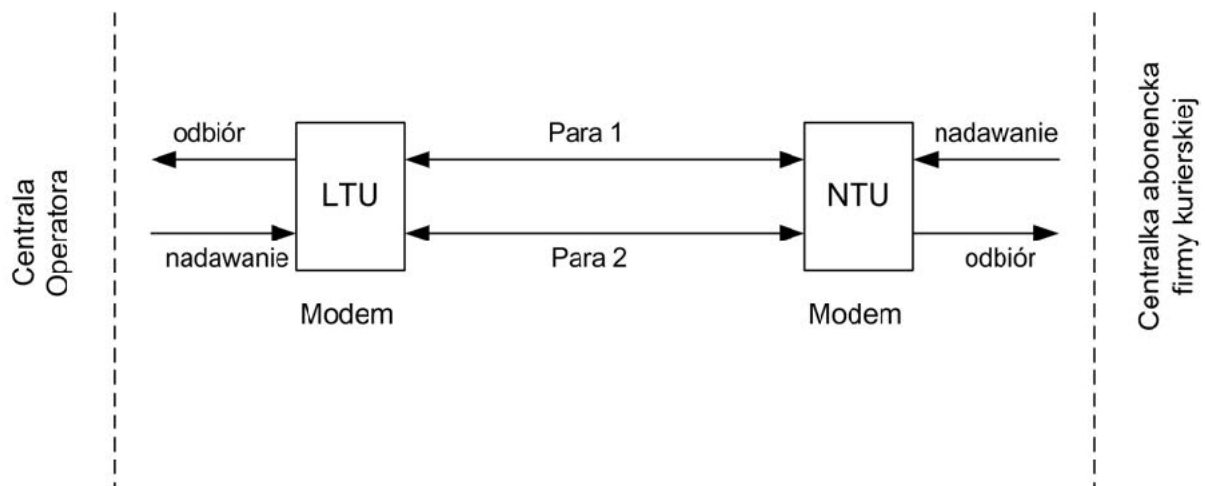 Centrala
Operatora
odbiór
nadawanie
LTU
Modem
Para 1
Para 2
NTU
Modem
nadawanie
odbiór
Centralka abonencka
firmy kurierskiej